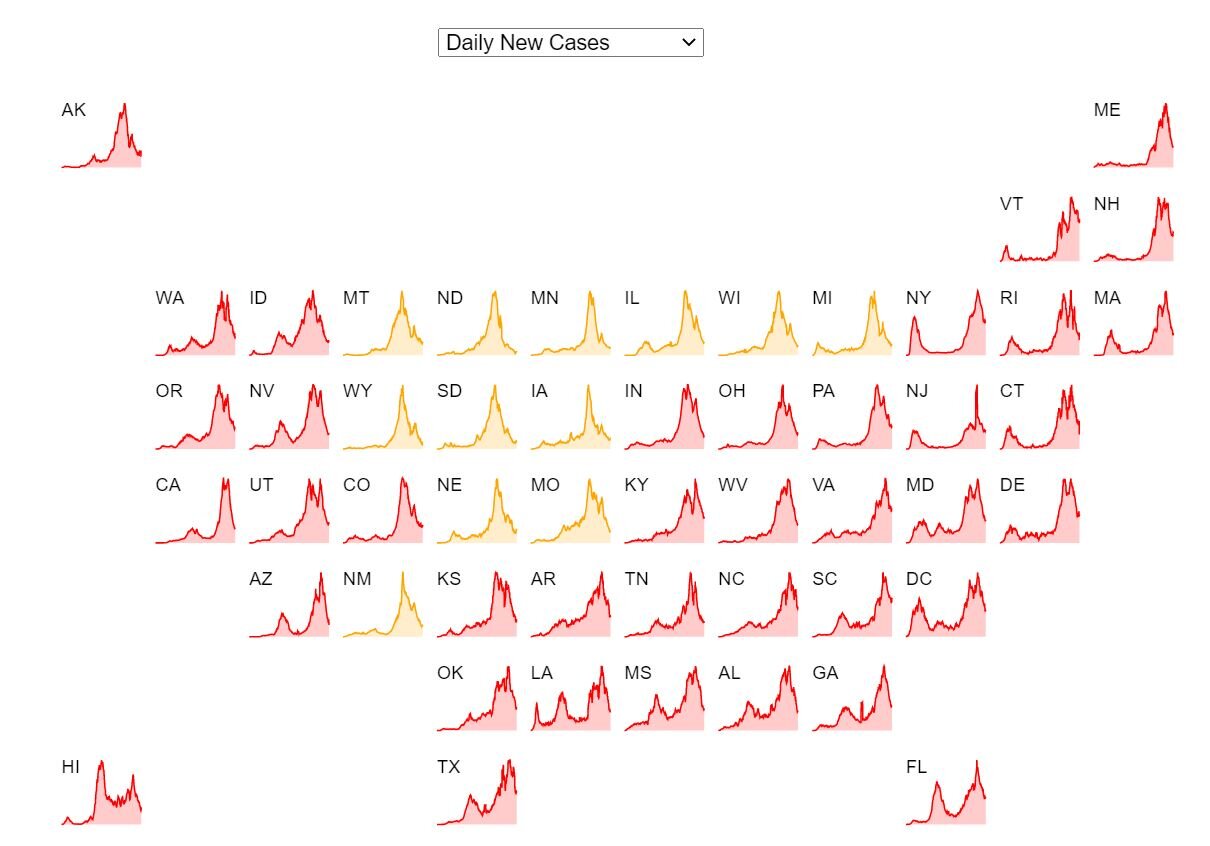 Daily New Cases
AK ME
VT NH
WA ID MT ND MN IL WI MI NY RI MA
OR NV WY SD IA IN OH PA NJ CT
CA UT CO NE MO KY WV VA MD DE
AZ NM KS AR TN NC SC DC
OK LA MS AL GA
HI TX FL